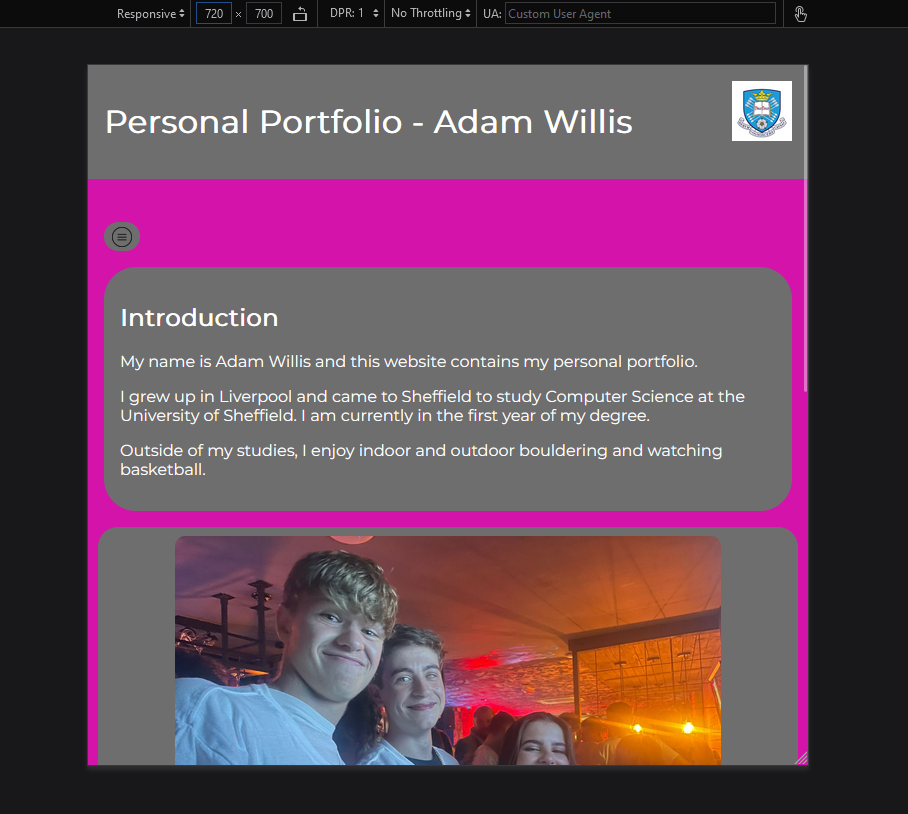 Responsive 720 × 700 DPR: 1 No Throttling UA: Custom User Agent
Personal Portfolio - Adam Willis
Introduction
My name is Adam Willis and this website contains my personal portfolio.
I grew up in Liverpool and came to Sheffield to study Computer Science at the
University of Sheffield. I am currently in the first year of my degree.
Outside of my studies, I enjoy indoor and outdoor bouldering and watching
basketball.